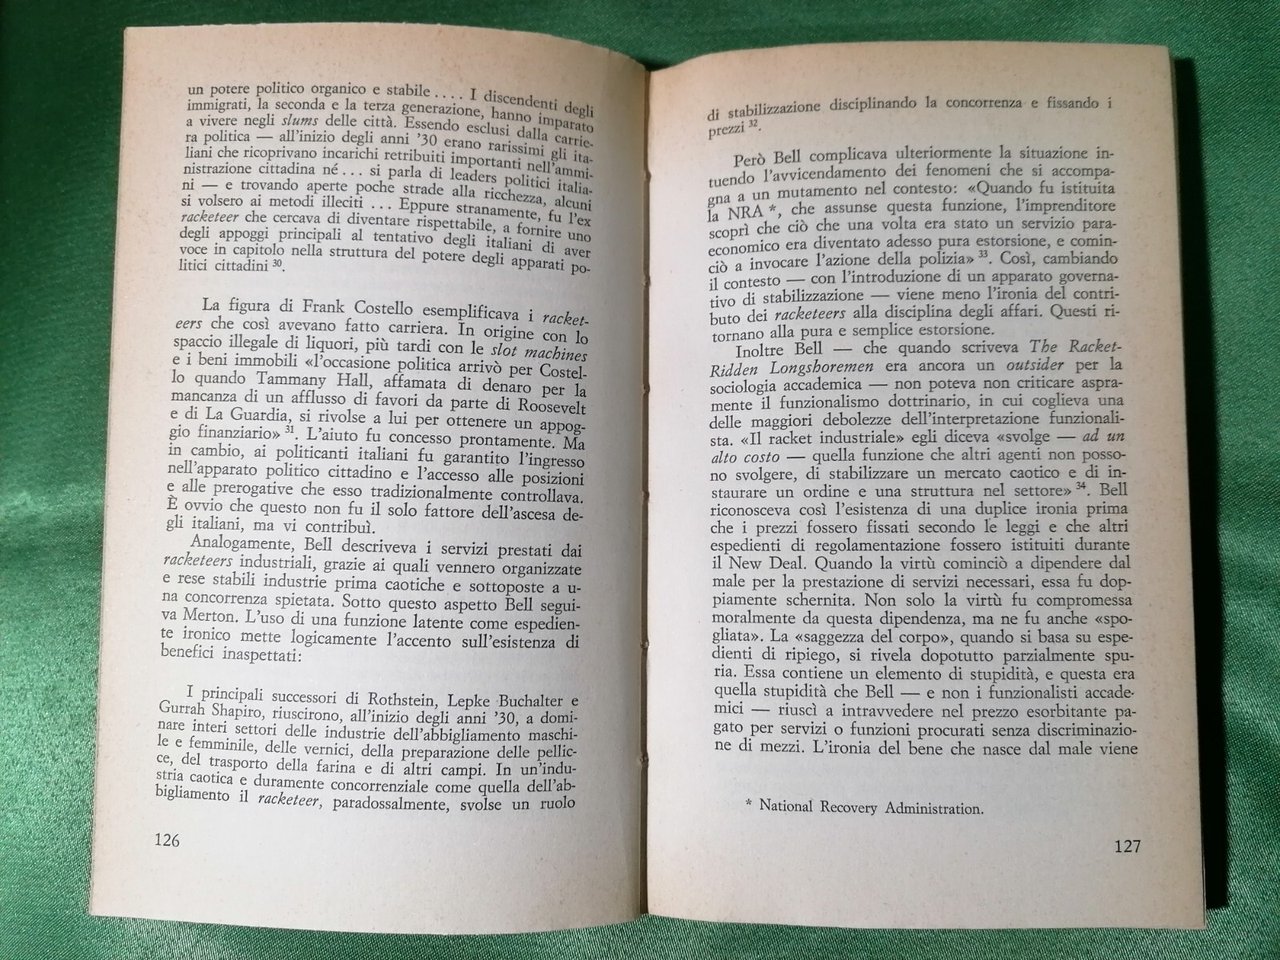 un potere politico organico e stabile . . . . I discendenti degli
immigrati, la seconda e la terza generazione, hanno imparato
a vivere negli slums delle città. Essendo esclusi dalla carrie-
ra politica — all'inizio degli anni '30 erano rarissimi gli ita-
liani che ricoprivano incarichi retribuiti importanti nell'ammi-
nistrazione cittadina né . . . si parla di leaders politici italia-
ni — e trovando aperte poche strade alla ricchezza, alcuni
si volsero ai metodi illeciti . . . Eppure stranamente, fu l'ex
racketeer che cercava di diventare rispettabile, a fornire uno
degli appoggi principali al tentativo degli italiani di aver
voce in capitolo nella struttura del potere degli apparati po-
litici cittadini 30.
La figura di Frank Costello esemplificava i racket-
eers che così avevano fatto carriera. In origine con lo
spaccio illegale di liquori, più tardi con le slot machines
e i beni immobili «l'occasione politica arrivò per Costel-
lo quando Tammany Hall, affamata di denaro per la
mancanza di un afflusso di favori da parte di Roosevelt
e di La Guardia, si rivolse a lui per ottenere un appog-
gio finanziario» 31. L'aiuto fu concesso prontamente. Ma
in cambio, ai politicanti italiani fu garantito l'ingresso
nell'apparato politico cittadino e l'accesso alle posizioni
e alle prerogative che esso tradizionalmente controllava.
È ovvio che questo non fu il solo fattore dell'ascesa de-
gli italiani, ma vi contribuì.
Analogamente, Bell descriveva i servizi prestati dai
racketeers industriali, grazie ai quali vennero organizzate
e rese stabili industrie prima caotiche e sottoposte a u-
na concorrenza spietata. Sotto questo aspetto Bell segui-
va Merton. L'uso di una funzione latente come espedien-
te ironico mette logicamente l'accento sull'esistenza di
benefici inaspettati:
I principali successori di Rothstein, Lepke Buchalter e
Gurrah Shapiro, riuscirono, all'inizio degli anni '30, a domi-
nare interi settori delle industrie dell'abbigliamento maschi-
le e femminile, delle vernici, della preparazione delle pellic-
ce, del trasporto della farina e di altri campi. In un'indu-
stria caotica e duramente concorrenziale come quella dell'ab-
bigliamento il racketeer, paradossalmente, svolse un ruolo
126
di stabilizzazione disciplinando la concorrenza e fissando i
prezzi 32.
Però Bell complicava ulteriormente la situazione in-
tuendo l'avvicendamento dei fenomeni che si accompa-
gna a un mutamento nel contesto: «Quando fu istituita
la NRA *, che assunse questa funzione, l'imprenditore
scoprì che ciò che una volta era stato un servizio para-
economico era diventato adesso pura estorsione, e comin-
ciò a invocare l'azione della polizia» 33. Così, cambiando
il contesto — con l'introduzione di un apparato governa-
tivo di stabilizzazione — viene meno l'ironia del contri-
buto dei racketeers alla disciplina degli affari. Questi ri-
tornano alla pura e semplice estorsione.
Inoltre Bell — che quando scriveva The Racket-
Ridden Longshoremen era ancora un outsider per la
sociologia accademica — non poteva non criticare aspra-
mente il funzionalismo dottrinario, in cui coglieva una
delle maggiori debolezze dell'interpretazione funzionali-
sta. «Il racket industriale» egli diceva «svolge — ad un
alto costo — quella funzione che altri agenti non posso-
no svolgere, di stabilizzare un mercato caotico e di in-
staurare un ordine e una struttura nel settore» 34. Bell
riconosceva così l'esistenza di una duplice ironia prima
che i prezzi fossero fissati secondo le leggi e che altri
espedienti di regolamentazione fossero istituiti durante
il New Deal. Quando la virtù cominciò a dipendere dal
male per la prestazione di servizi necessari, essa fu dop-
piamente schernita. Non solo la virtù fu compromessa
moralmente da questa dipendenza, ma ne fu anche «spo-
gliata». La «saggezza del corpo», quando si basa su espe-
dienti di ripiego, si rivela dopotutto parzialmente spu-
ria. Essa contiene un elemento di stupidità, e questa era
quella stupidità che Bell — e non i funzionalisti accade-
mici — riuscì a intravvedere nel prezzo esorbitante pa-
gato per servizi o funzioni procurati senza discriminazio-
ne di mezzi. L'ironia del bene che nasce dal male viene
* National Recovery Administration.
127